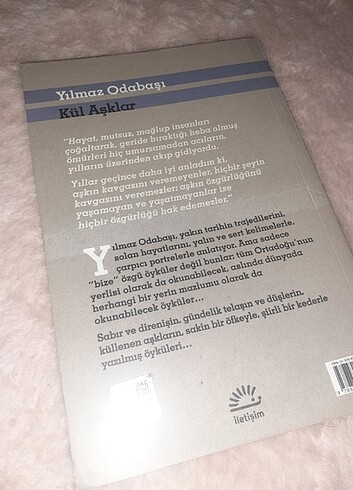 Yılmaz Odabaşı
Kül Aşklar
"Hayat, mutsuz, mağlup insanları
çoğaltarak, geride bıraktığı heba olmuş
ömürleri hiç umursamadan acıların,
yılların üzerinden akıp gidiyordu.
Yıllar geçince daha iyi anladım ki,
aşkın kavgasını veremeyenler, hiçbir şeyin
kavgasını veremezler; aşkın özgürlüğünü
yaşamayan ve yaşatmayanlar ise
hiçbir özgürlüğü hak edemezler."
Yılmaz Odabaşı, yakın tarihin trajedilerini,
solan hayatlarını, yalın ve sert kelimelerle,
çarpıcı portrelerle anlatıyor. Ama sadece
"bize" özgü öyküler değil bunlar, tüm Ortadoğu'nun
yerlisi olarak da okunabilecek, aslında dünyada
herhangi bir yerin mazlumu olarak da
okunabilecek öyküler...
Sabır ve direnişin, gündelik telaşın ve düşlerin,
küllenen aşkların, sakin bir öfkeyle, şiirli bir kederle
yazılmış öyküleri...
iletişim